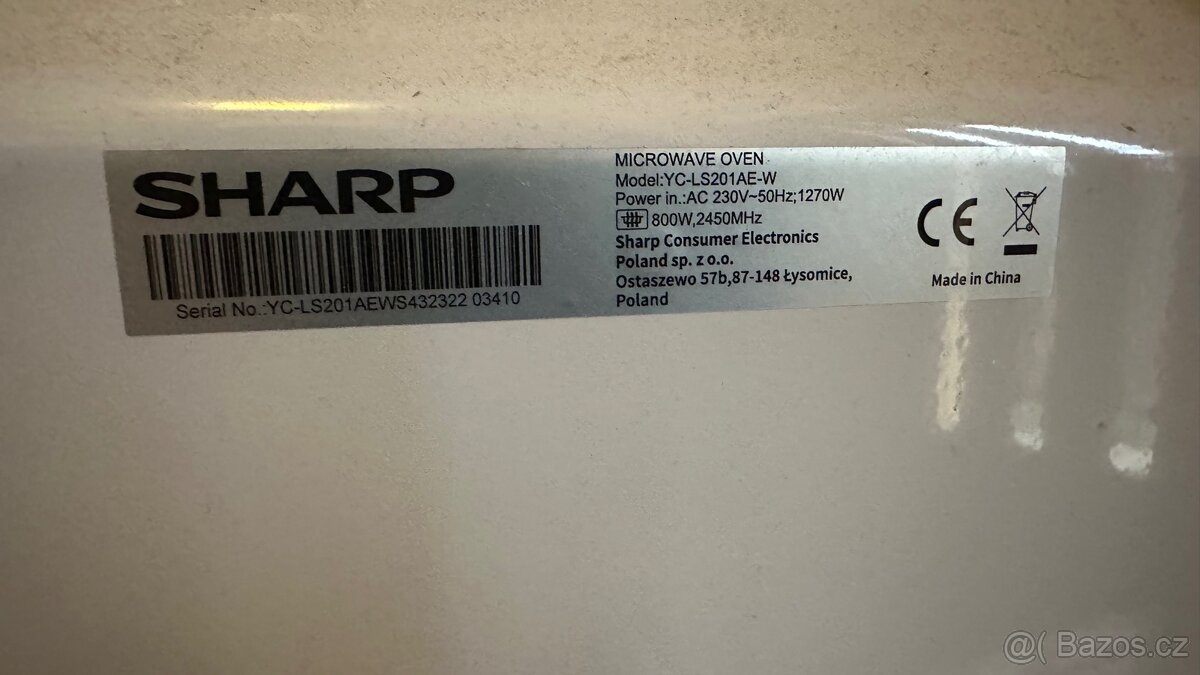 SHARP
Serial No.:YC-LS201AEWS432322 03410
MICROWAVE OVEN
Model:YC-LS201AE-W
Power in.:AC 230V~50Hz;1270W
800W,2450MHz
Sharp Consumer Electronics
Poland sp. z o.o.
Ostaszewo 57b,87-148 Łysomice,
Poland
CE
Made in China
@( Bazos.cz